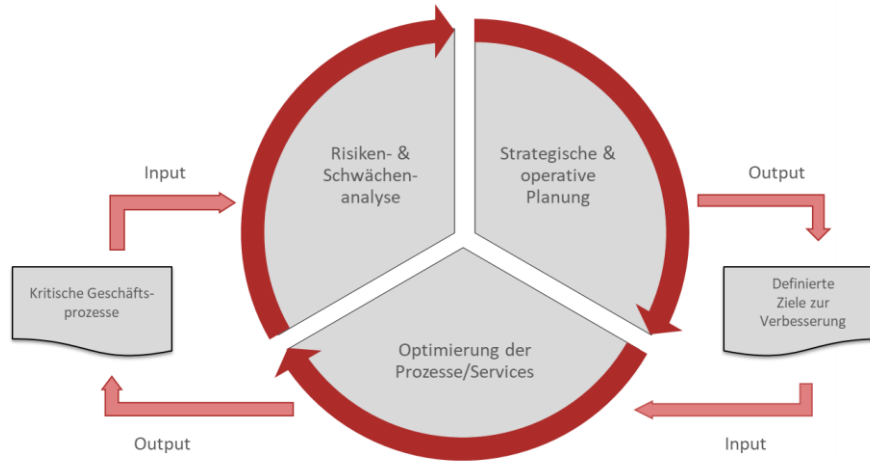 Risiken- &
Schwächen-
analyse
Strategische &
operative
Planung
Input
Output
Kritische Geschäfts-
prozesse
Definierte
Ziele zur
Verbesserung
Optimierung der
Prozesse/Services
Output
Input